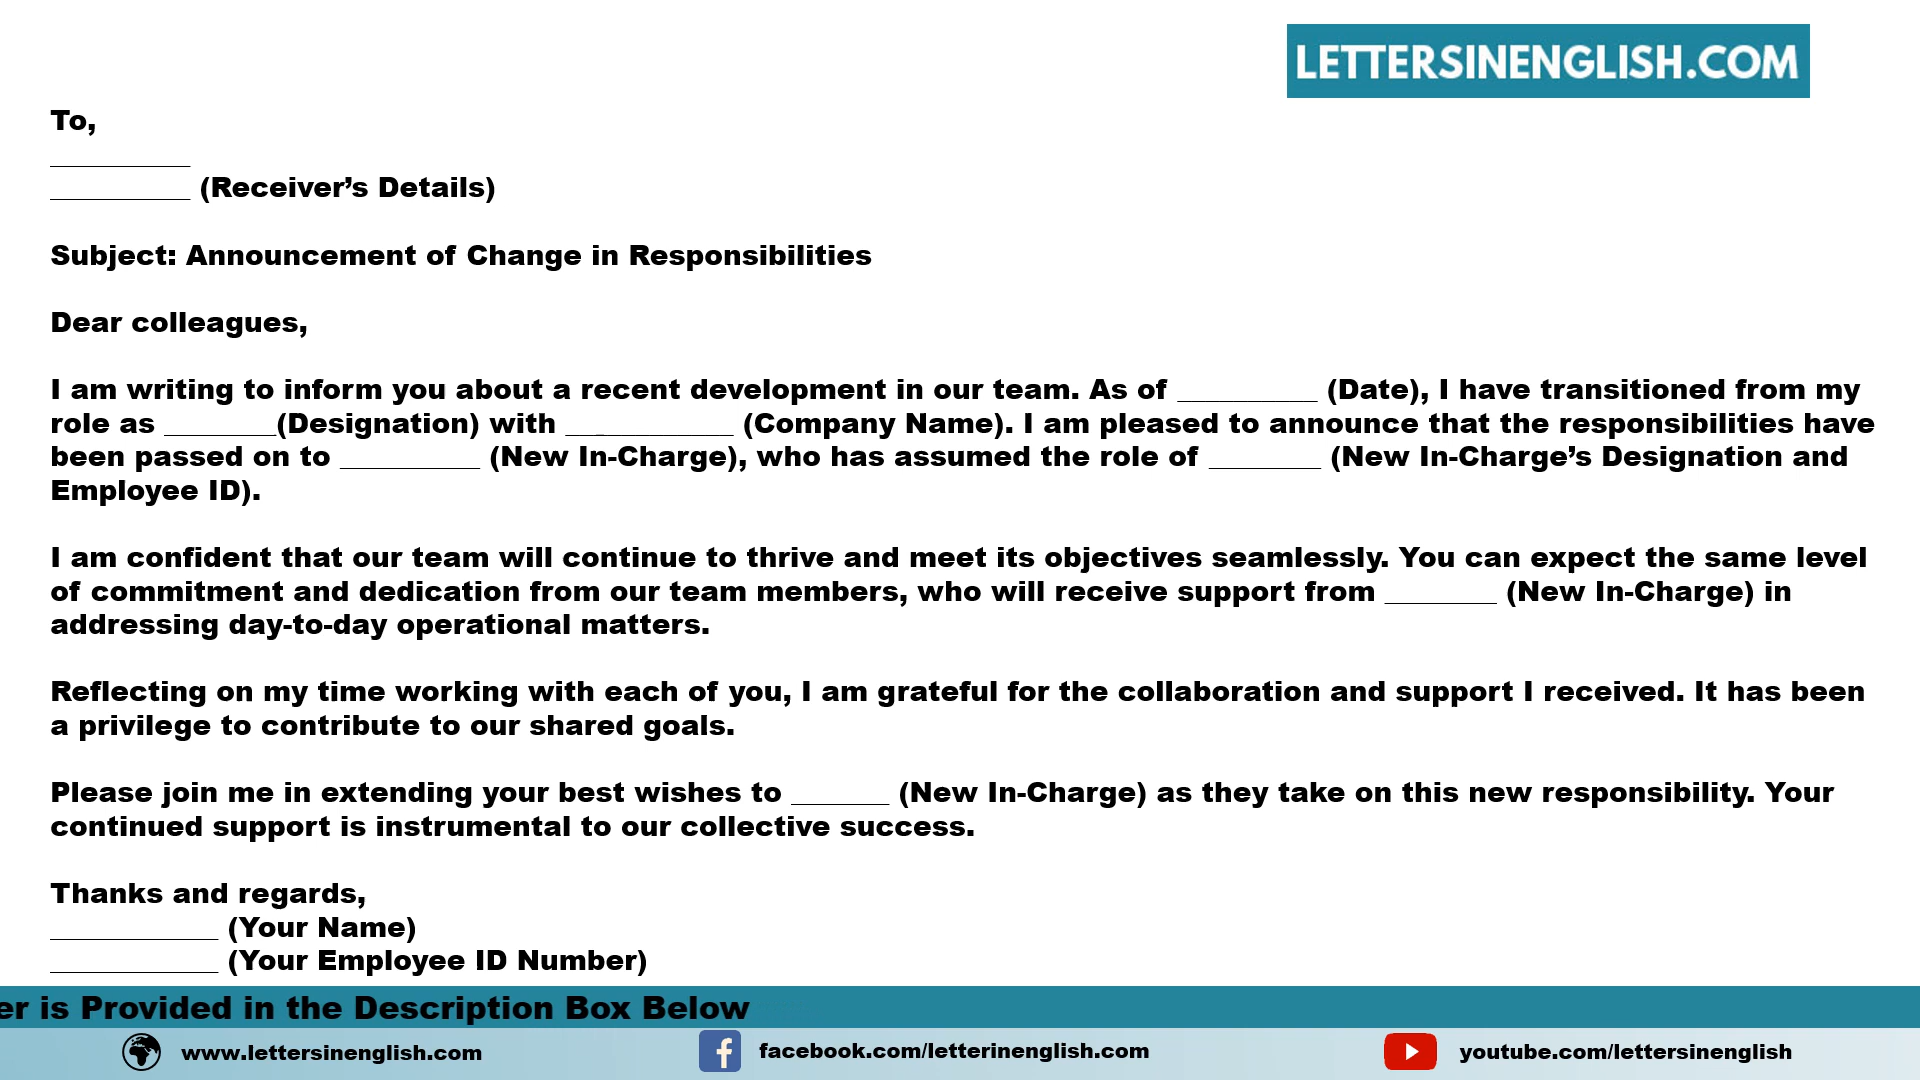 LETTERSINENGLISH.COM
To,
__________
__________ (Receiver’s Details)
Subject: Announcement of Change in Responsibilities
Dear colleagues,
I am writing to inform you about a recent development in our team. As of __________ (Date), I have transitioned from my
role as ________(Designation) with ____________ (Company Name). I am pleased to announce that the responsibilities have
been passed on to __________ (New In-Charge), who has assumed the role of ________ (New In-Charge’s Designation and
Employee ID).
I am confident that our team will continue to thrive and meet its objectives seamlessly. You can expect the same level
of commitment and dedication from our team members, who will receive support from ________ (New In-Charge) in
addressing day-to-day operational matters.
Reflecting on my time working with each of you, I am grateful for the collaboration and support I received. It has been
a privilege to contribute to our shared goals.
Please join me in extending your best wishes to _______ (New In-Charge) as they take on this new responsibility. Your
continued support is instrumental to our collective success.
Thanks and regards,
____________ (Your Name)
____________ (Your Employee ID Number)
er is Provided in the Description Box Below
www.lettersinenglish.com
facebook.com/letterinenglish.com
youtube.com/lettersinenglish